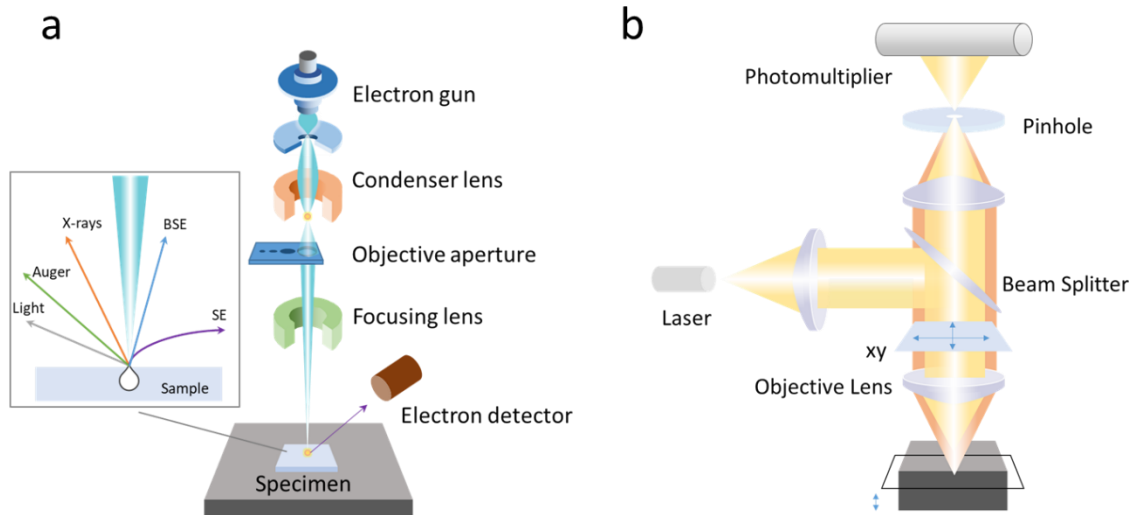 a
Electron gun
Condenser lens
Objective aperture
Focusing lens
Electron detector
Specimen
X-rays
BSE
Auger
Light
SE
Sample
b
Photomultiplier
Pinhole
Beam Splitter
Laser
xy
Objective Lens